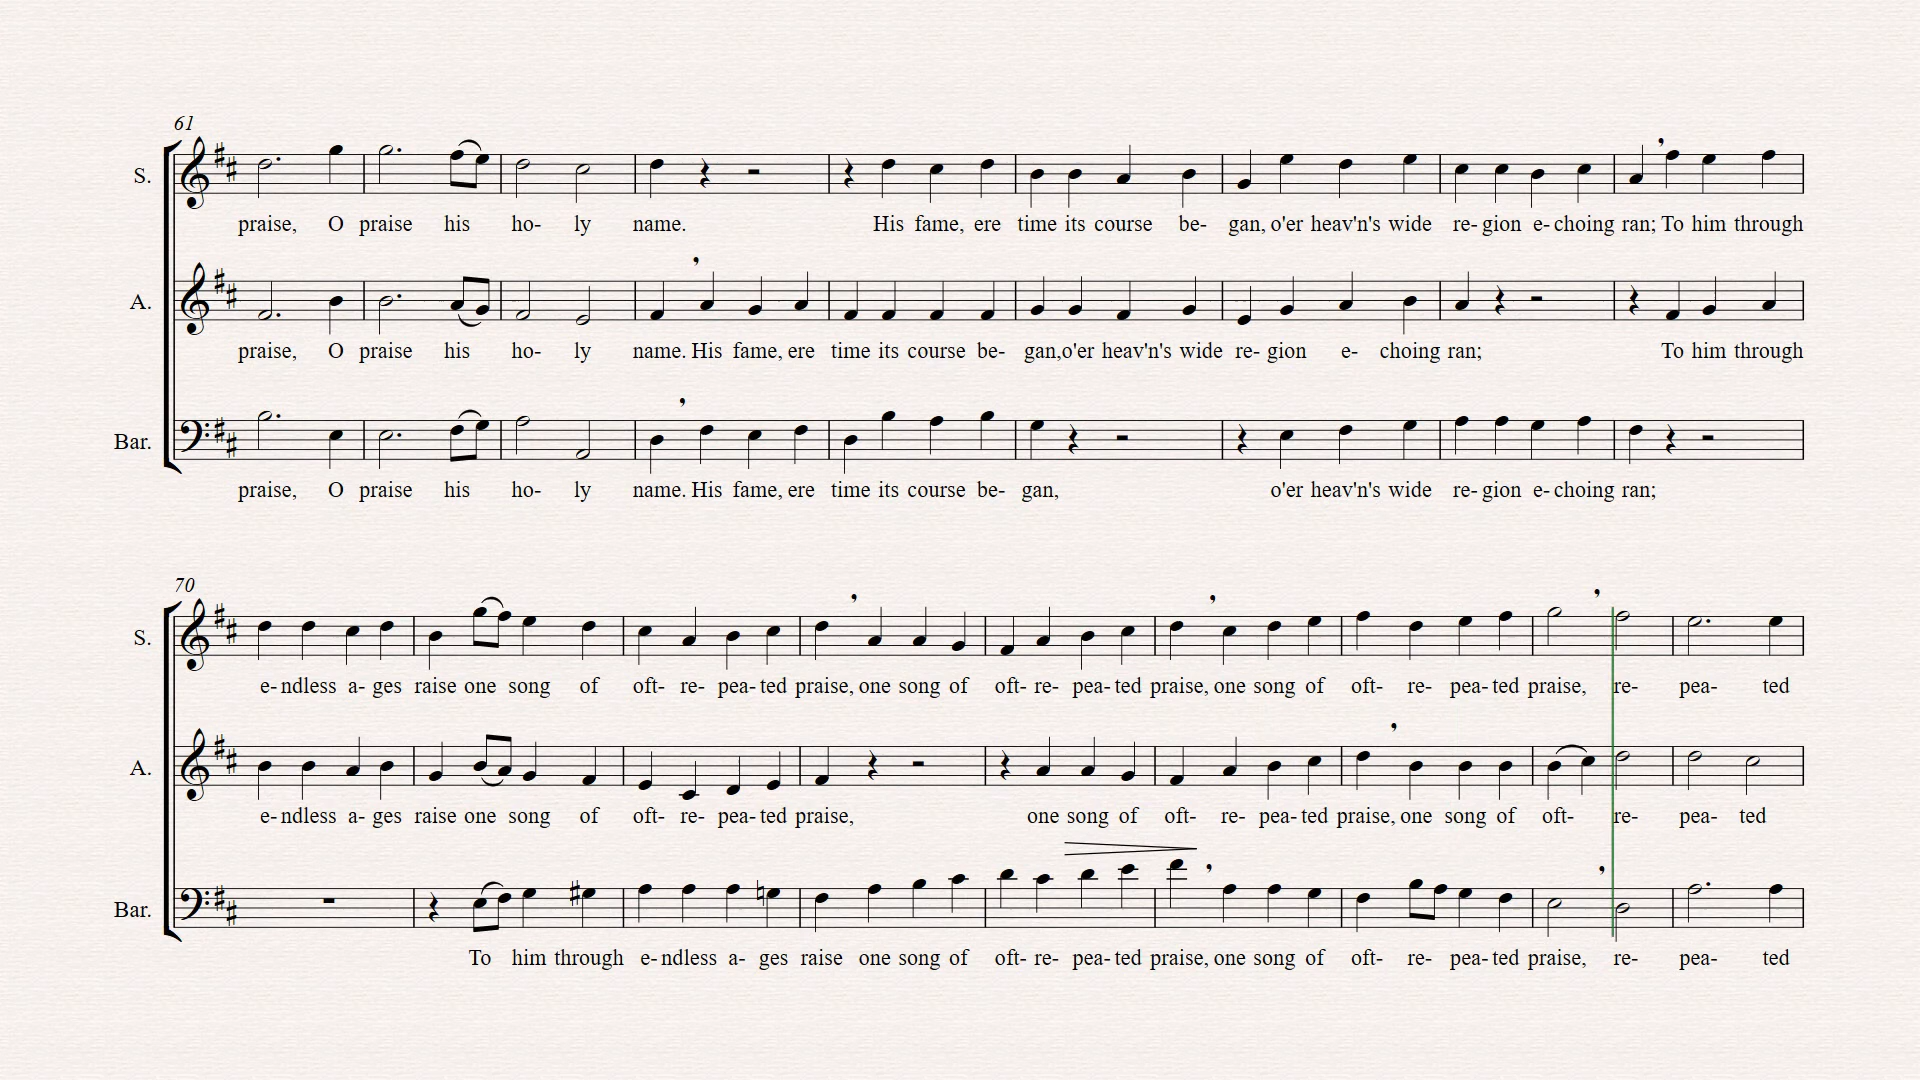 61
S.
praise, O praise his ho- ly name. His fame, ere time its course be- gan, o'er heav'n's wide re- gion e- choing ran; To him through
A.
praise, O praise his ho- ly name. His fame, ere time its course be- gan,o'er heav'n's wide re- gion e- choing ran; To him through
Bar.
praise, O praise his ho- ly name. His fame, ere time its course be- gan, o'er heav'n's wide re- gion e- choing ran;
70
S.
e- ndless a- ges raise one song of oft- re- pea- ted praise, one song of oft- re- pea- ted praise, one song of oft- re- pea- ted praise, re- pea- ted
A.
e- ndless a- ges raise one song of oft- re- pea- ted praise, one song of oft- re- pea- ted praise, one song of oft- re- pea- ted
Bar.
To him through e- ndless a- ges raise one song of oft- re- pea- ted praise, one song of oft- re- pea- ted praise, re- pea- ted